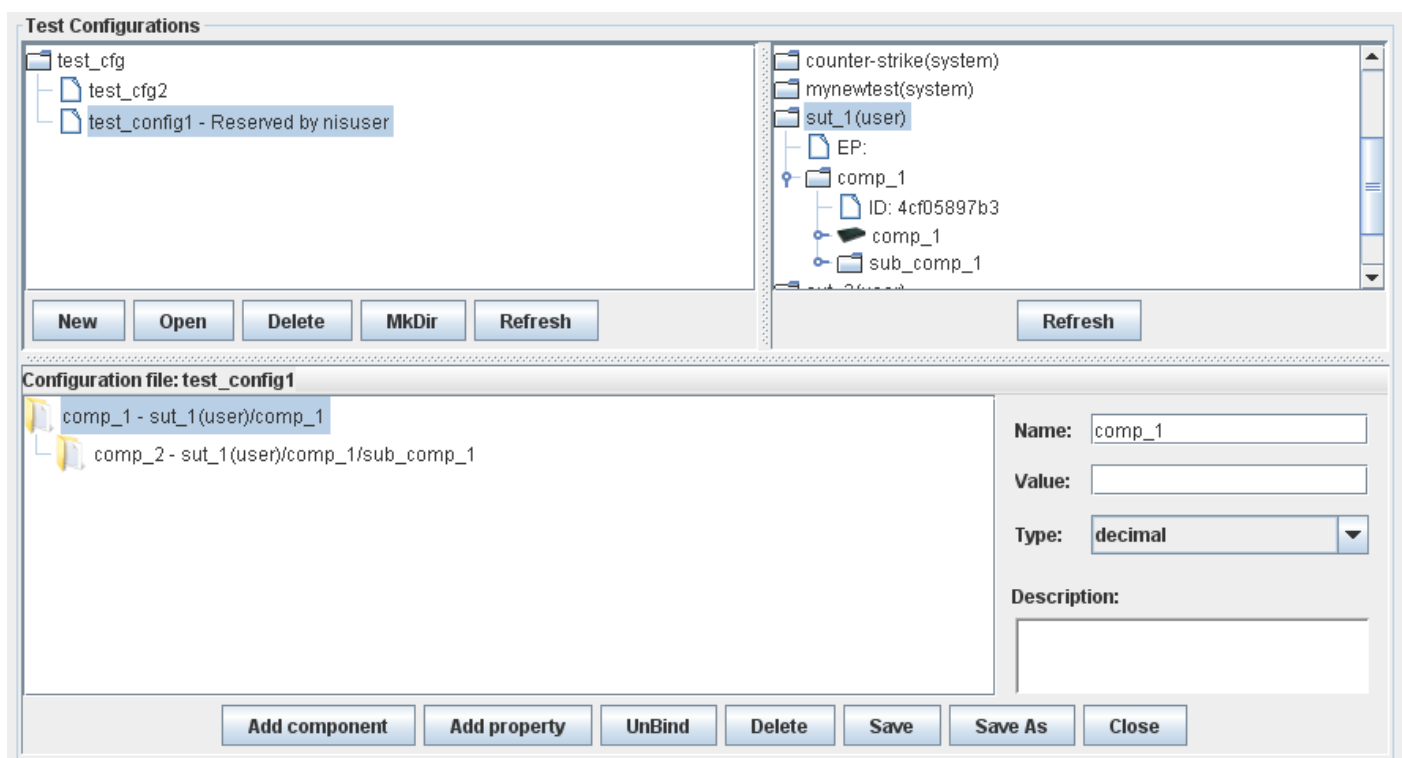 Test Configurations
test_cfg
test_cfg2
test_config1 - Reserved by nisuser
New Open Delete MkDir Refresh
counter-strike(system)
mynewtest(system)
sut_1(user)
EP:
comp_1
ID: 4cf05897b3
comp_1
sub_comp_1
Refresh
Configuration file: test_config1
comp_1 - sut_1(user)/comp_1
comp_2 - sut_1(user)/comp_1/sub_comp_1
Name: comp_1
Value:
Type: decimal
Description:
Add component Add property UnBind Delete Save Save As Close